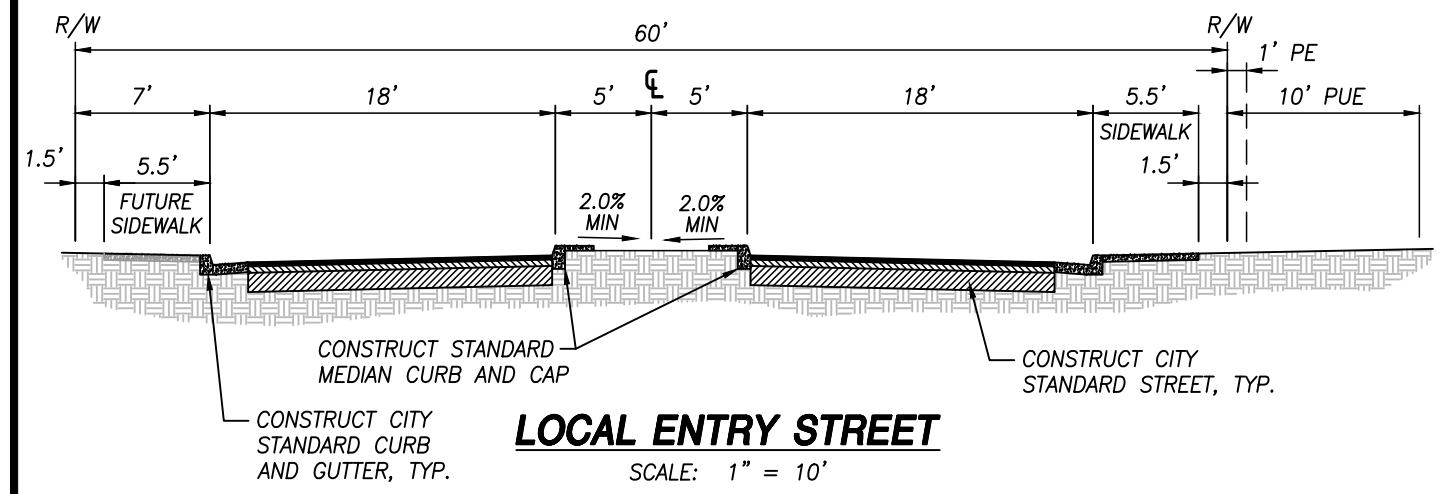 R/W
R/W
60'
1' PE
℄
7'
18'
5'
5'
18'
5.5'
10' PUE
SIDEWALK
1.5'
5.5'
1.5'
FUTURE
SIDEWALK
2.0%
MIN
2.0%
MIN
CONSTRUCT STANDARD
MEDIAN CURB AND CAP
CONSTRUCT CITY
STANDARD STREET, TYP.
CONSTRUCT CITY
STANDARD CURB
AND GUTTER, TYP.
LOCAL ENTRY STREET
SCALE: 1" = 10'